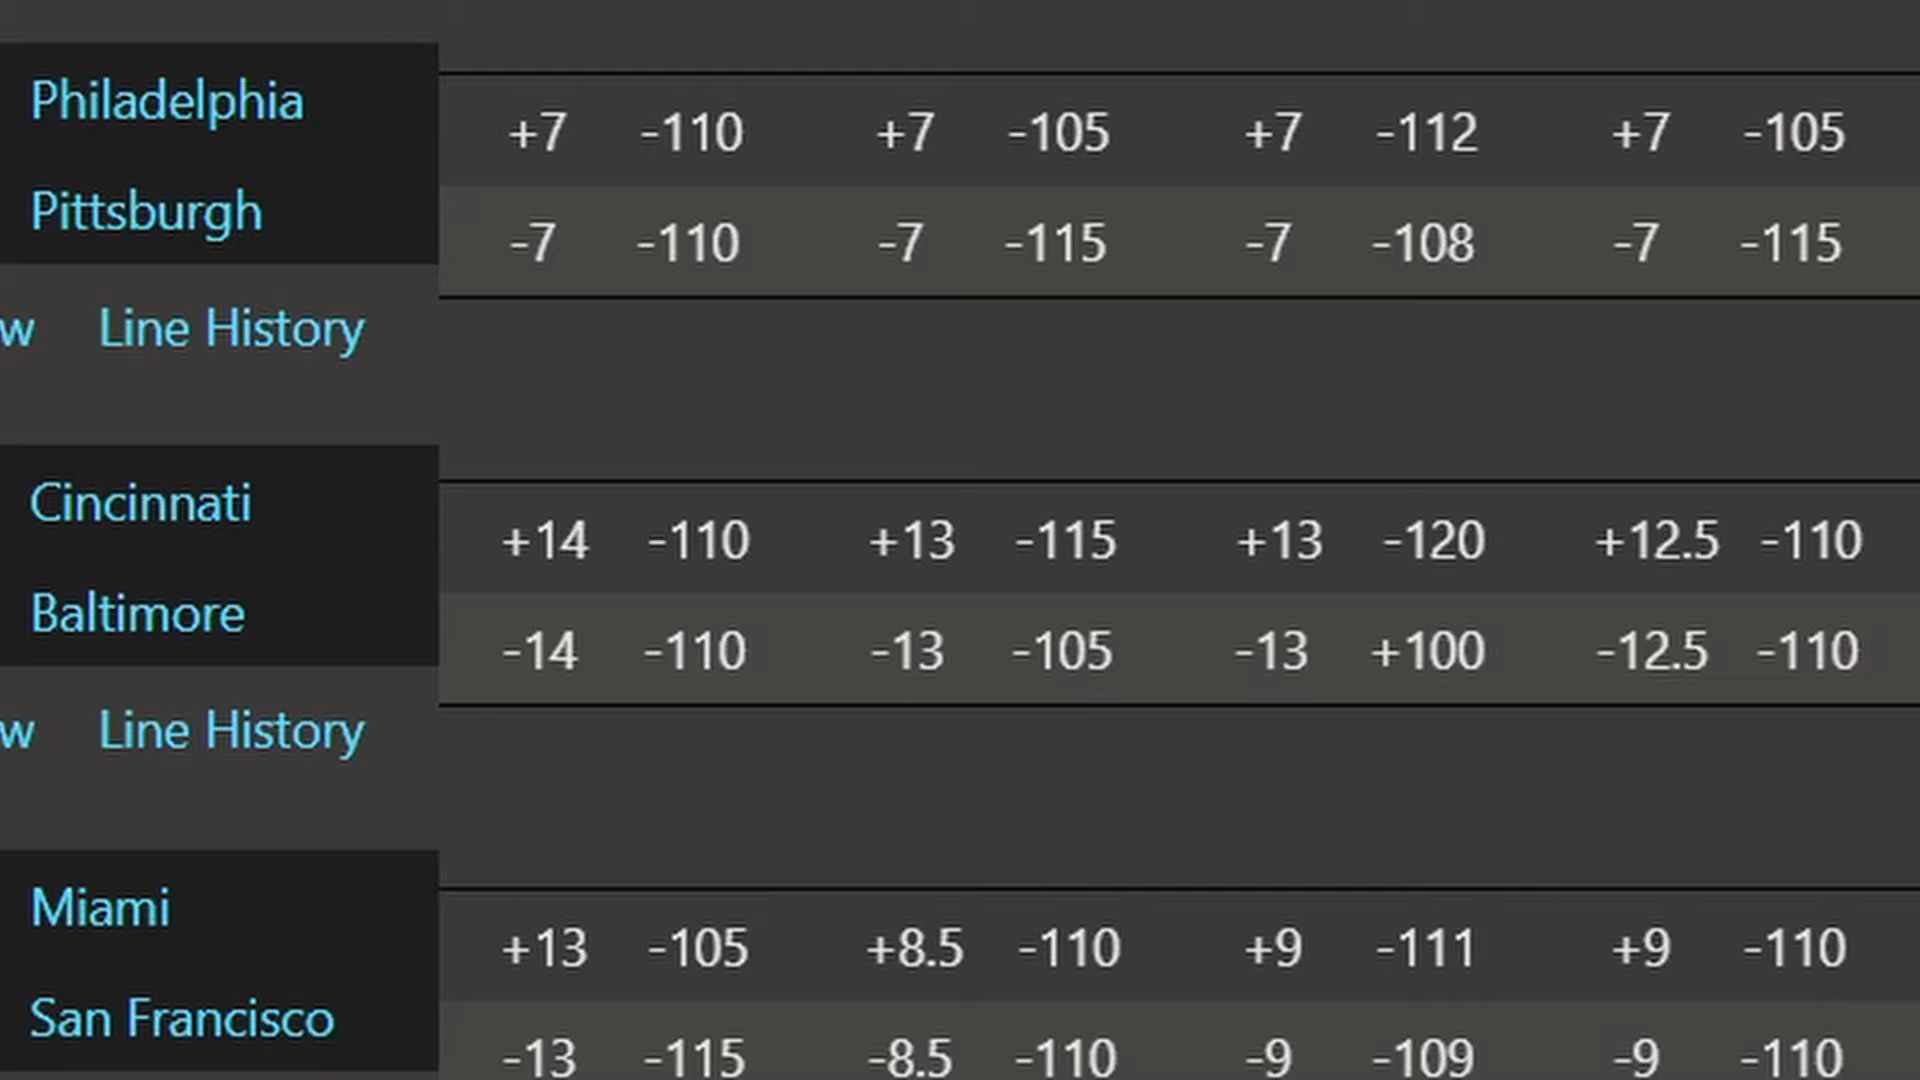 Philadelphia +7 -110 +7 -105 +7 -112 +7 -105
Pittsburgh -7 -110 -7 -115 -7 -108 -7 -115
w Line History
Cincinnati +14 -110 +13 -115 +13 -120 +12.5 -110
Baltimore -14 -110 -13 -105 -13 +100 -12.5 -110
w Line History
Miami +13 -105 +8.5 -110 +9 -111 +9 -110
San Francisco -13 -115 -8.5 -110 -9 -109 -9 -110